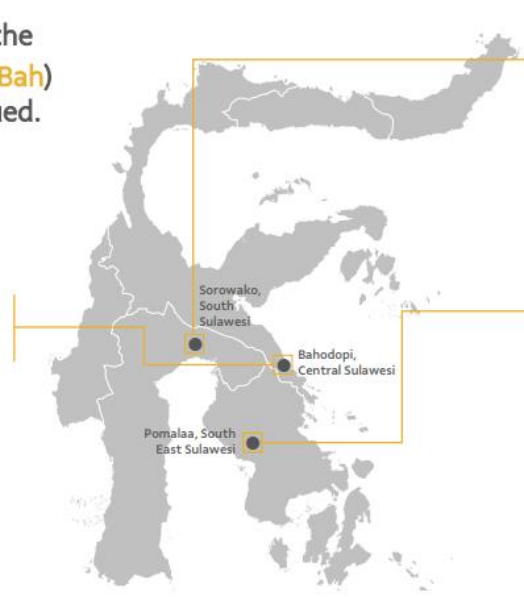 the
Bah)
ued.
Sorowako,
South
Sulawesi
Bahodopi,
Central Sulawesi
Pomalaa, South
East Sulawesi